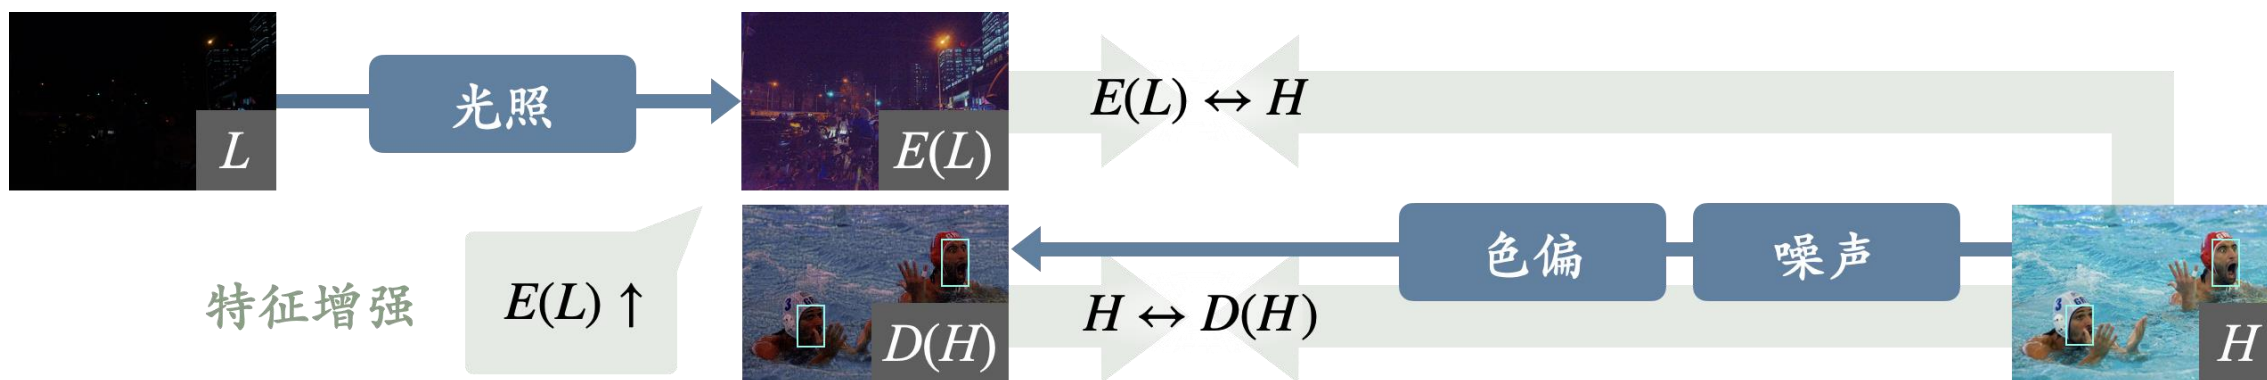 L
光照
E(L)
E(L) ↔ H
特征增强
E(L) ↑
D(H)
H ↔ D(H)
色偏
噪声
H